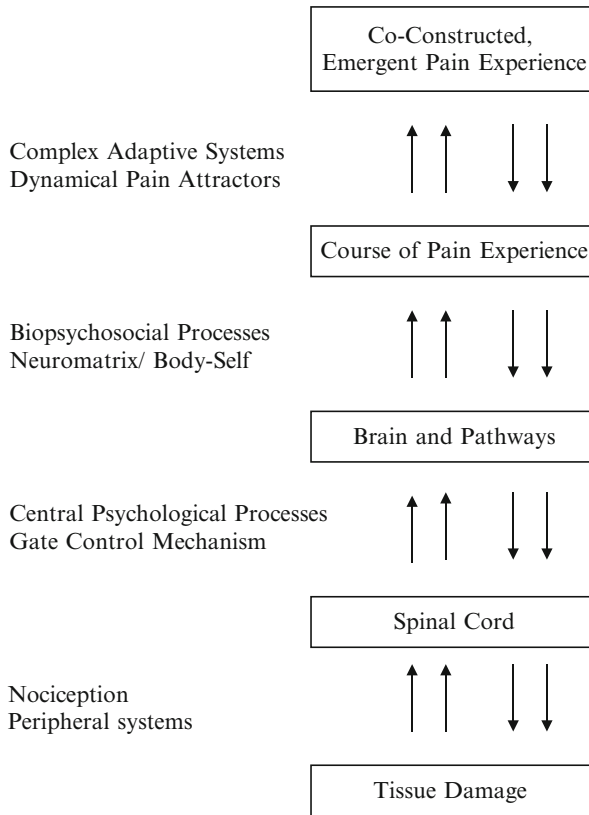 Co-Constructed,
Emergent Pain Experience
Complex Adaptive Systems
Dynamical Pain Attractors
Course of Pain Experience
Biopsychosocial Processes
Neuromatrix/ Body-Self
Brain and Pathways
Central Psychological Processes
Gate Control Mechanism
Spinal Cord
Nociception
Peripheral systems
Tissue Damage